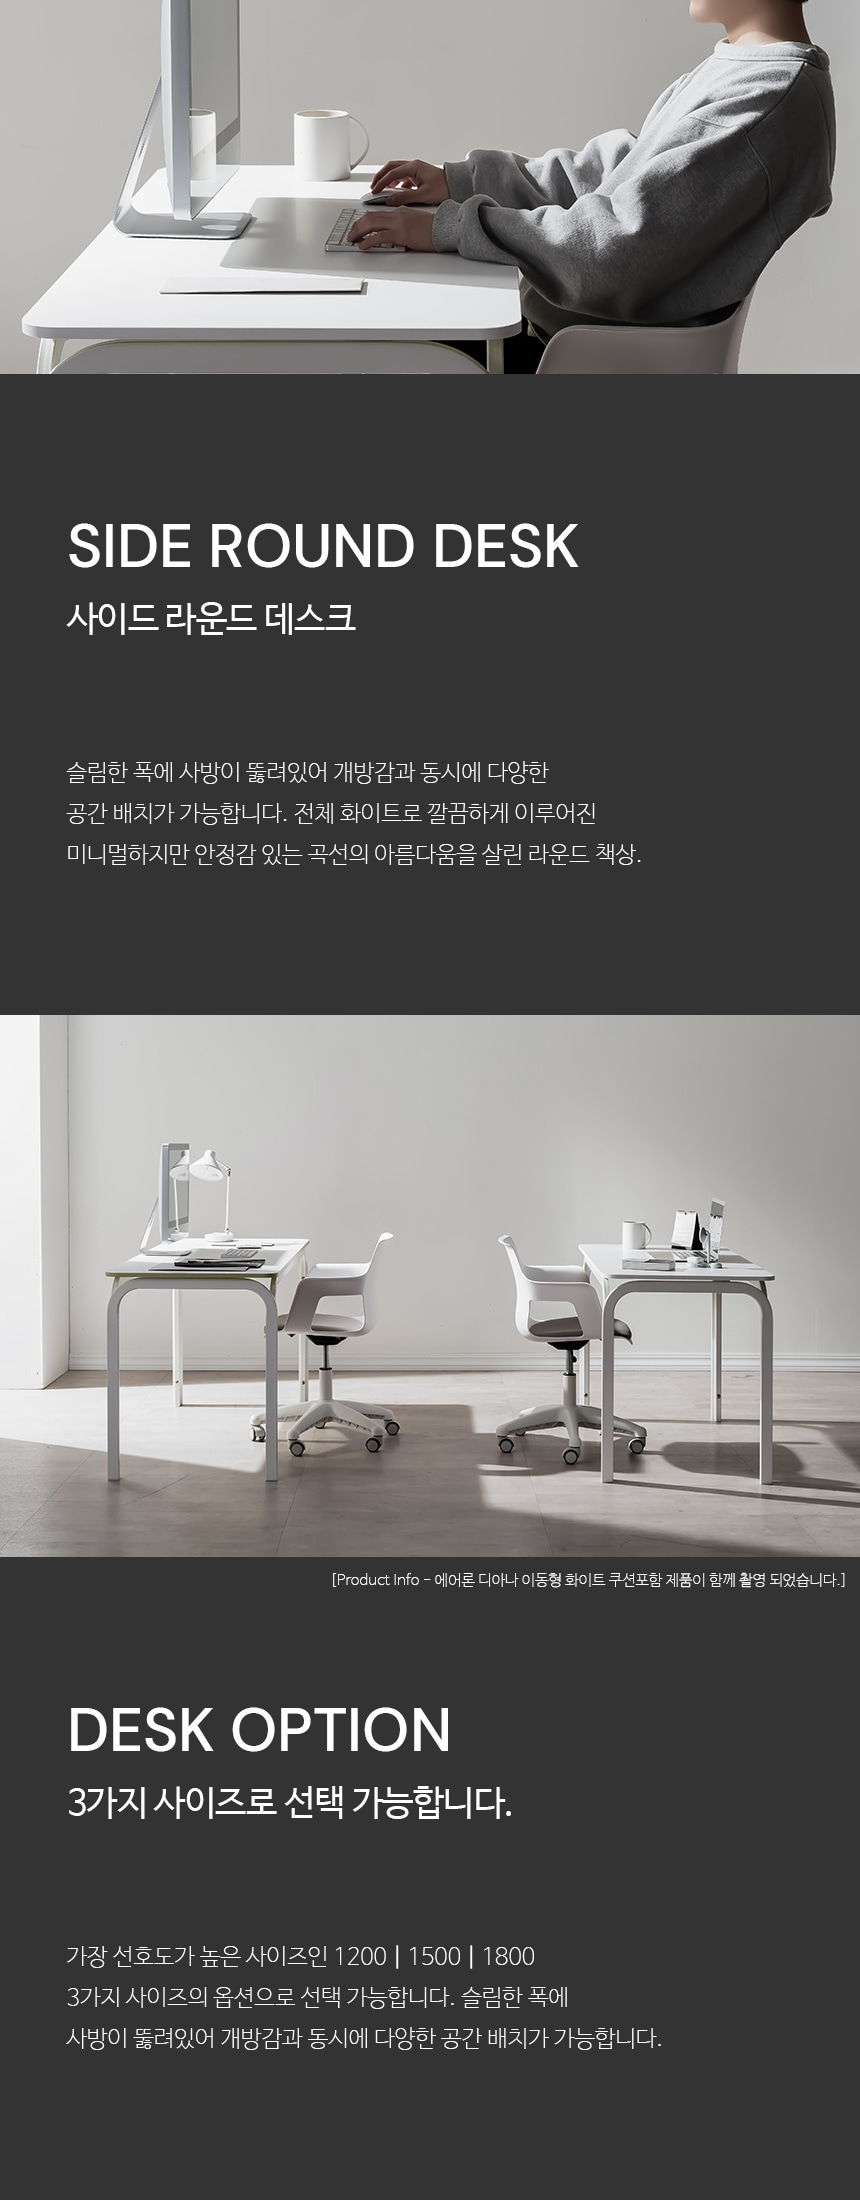 SIDE ROUND DESK
사이드 라운드 데스크
슬림한 폭에 사방이 뚫려있어 개방감과 동시에 다양한
공간 배치가 가능합니다. 전체 화이트로 깔끔하게 이루어진
미니멀하지만 안정감 있는 곡선의 아름다움을 살린 라운드 책상.
[Product Info - 에어론 디아나 이동형 화이트 쿠션포함 제품이 함께 촬영 되었습니다.]
DESK OPTION
3가지 사이즈로 선택 가능합니다.
가장 선호도가 높은 사이즈인 1200 | 1500 | 1800
3가지 사이즈의 옵션으로 선택 가능합니다. 슬림한 폭에
사방이 뚫려있어 개방감과 동시에 다양한 공간 배치가 가능합니다.